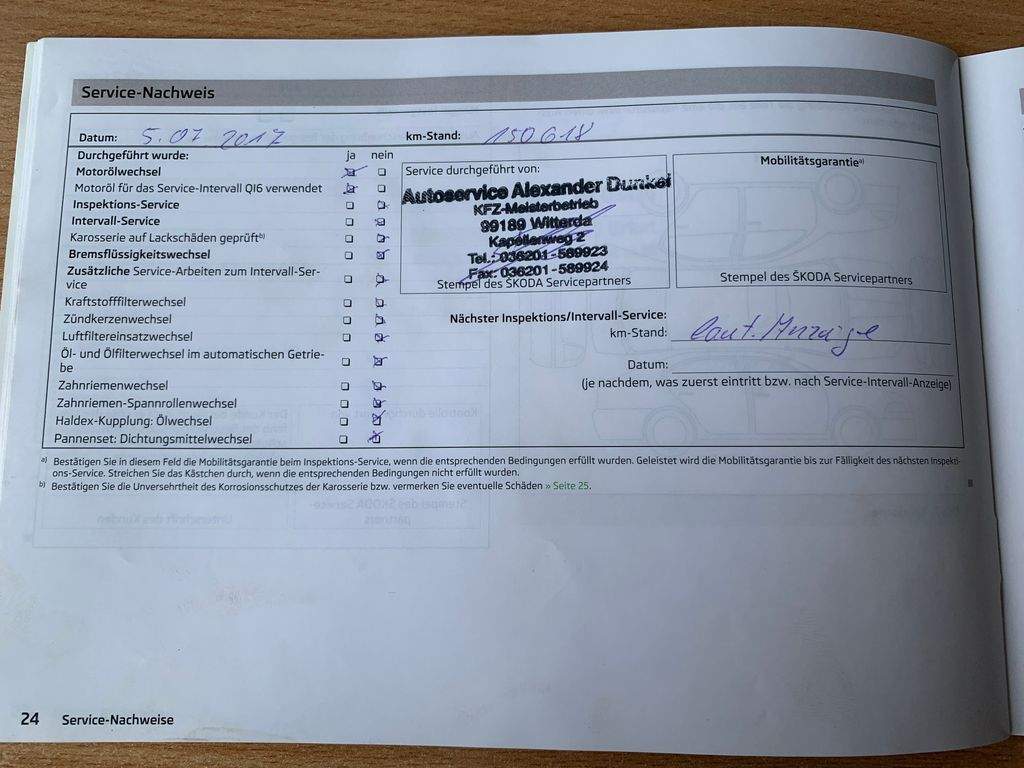 Service-Nachweis
Datum: 5.07 2017 km-Stand: 150618
Durchgeführt wurde: ja nein
Motorölwechsel
Motoröl für das Service-Intervall QI6 verwendet
Inspektions-Service
Intervall-Service
Karosserie auf Lackschäden geprüft b)
Bremsflüssigkeitswechsel
Zusätzliche Service-Arbeiten zum Intervall-Ser-
vice
Kraftstofffilterwechsel
Zündkerzenwechsel
Luftfiltereinsatzwechsel
Öl- und Ölfilterwechsel im automatischen Getrie-
be
Zahnriemenwechsel
Zahnriemen-Spannrollenwechsel
Haldex-Kupplung: Ölwechsel
Pannenset: Dichtungsmittelwechsel
Service durchgeführt von:
Autoservice Alexander Dunkel
KFZ-Meisterbetrieb
99189 Witterda
Kapellenweg 2
Tel.: 036201-589923
Fax: 036201-589924
Stempel des ŠKODA Servicepartners
Mobilitätsgarantie a)
Stempel des ŠKODA Servicepartners
Nächster Inspektions/Intervall-Service:
km-Stand: laut. Anzeige
Datum:
(je nachdem, was zuerst eintritt bzw. nach Service-Intervall-Anzeige)
a) Bestätigen Sie in diesem Feld die Mobilitätsgarantie beim Inspektions-Service, wenn die entsprechenden Bedingungen erfüllt wurden. Geleistet wird die Mobilitätsgarantie bis zur Fälligkeit des nächsten Inspekti-
ons-Service. Streichen Sie das Kästchen durch, wenn die entsprechenden Bedingungen nicht erfüllt wurden.
b) Bestätigen Sie die Unversehrtheit des Korrosionsschutzes der Karosserie bzw. vermerken Sie eventuelle Schäden » Seite 25.
24 Service-Nachweise